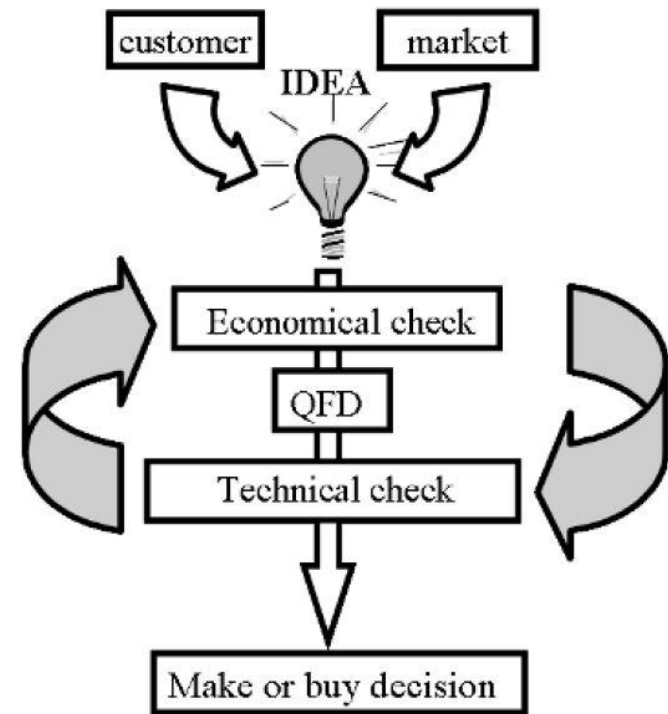 customer
market
IDEA
Economical check
QFD
Technical check
Make or buy decision